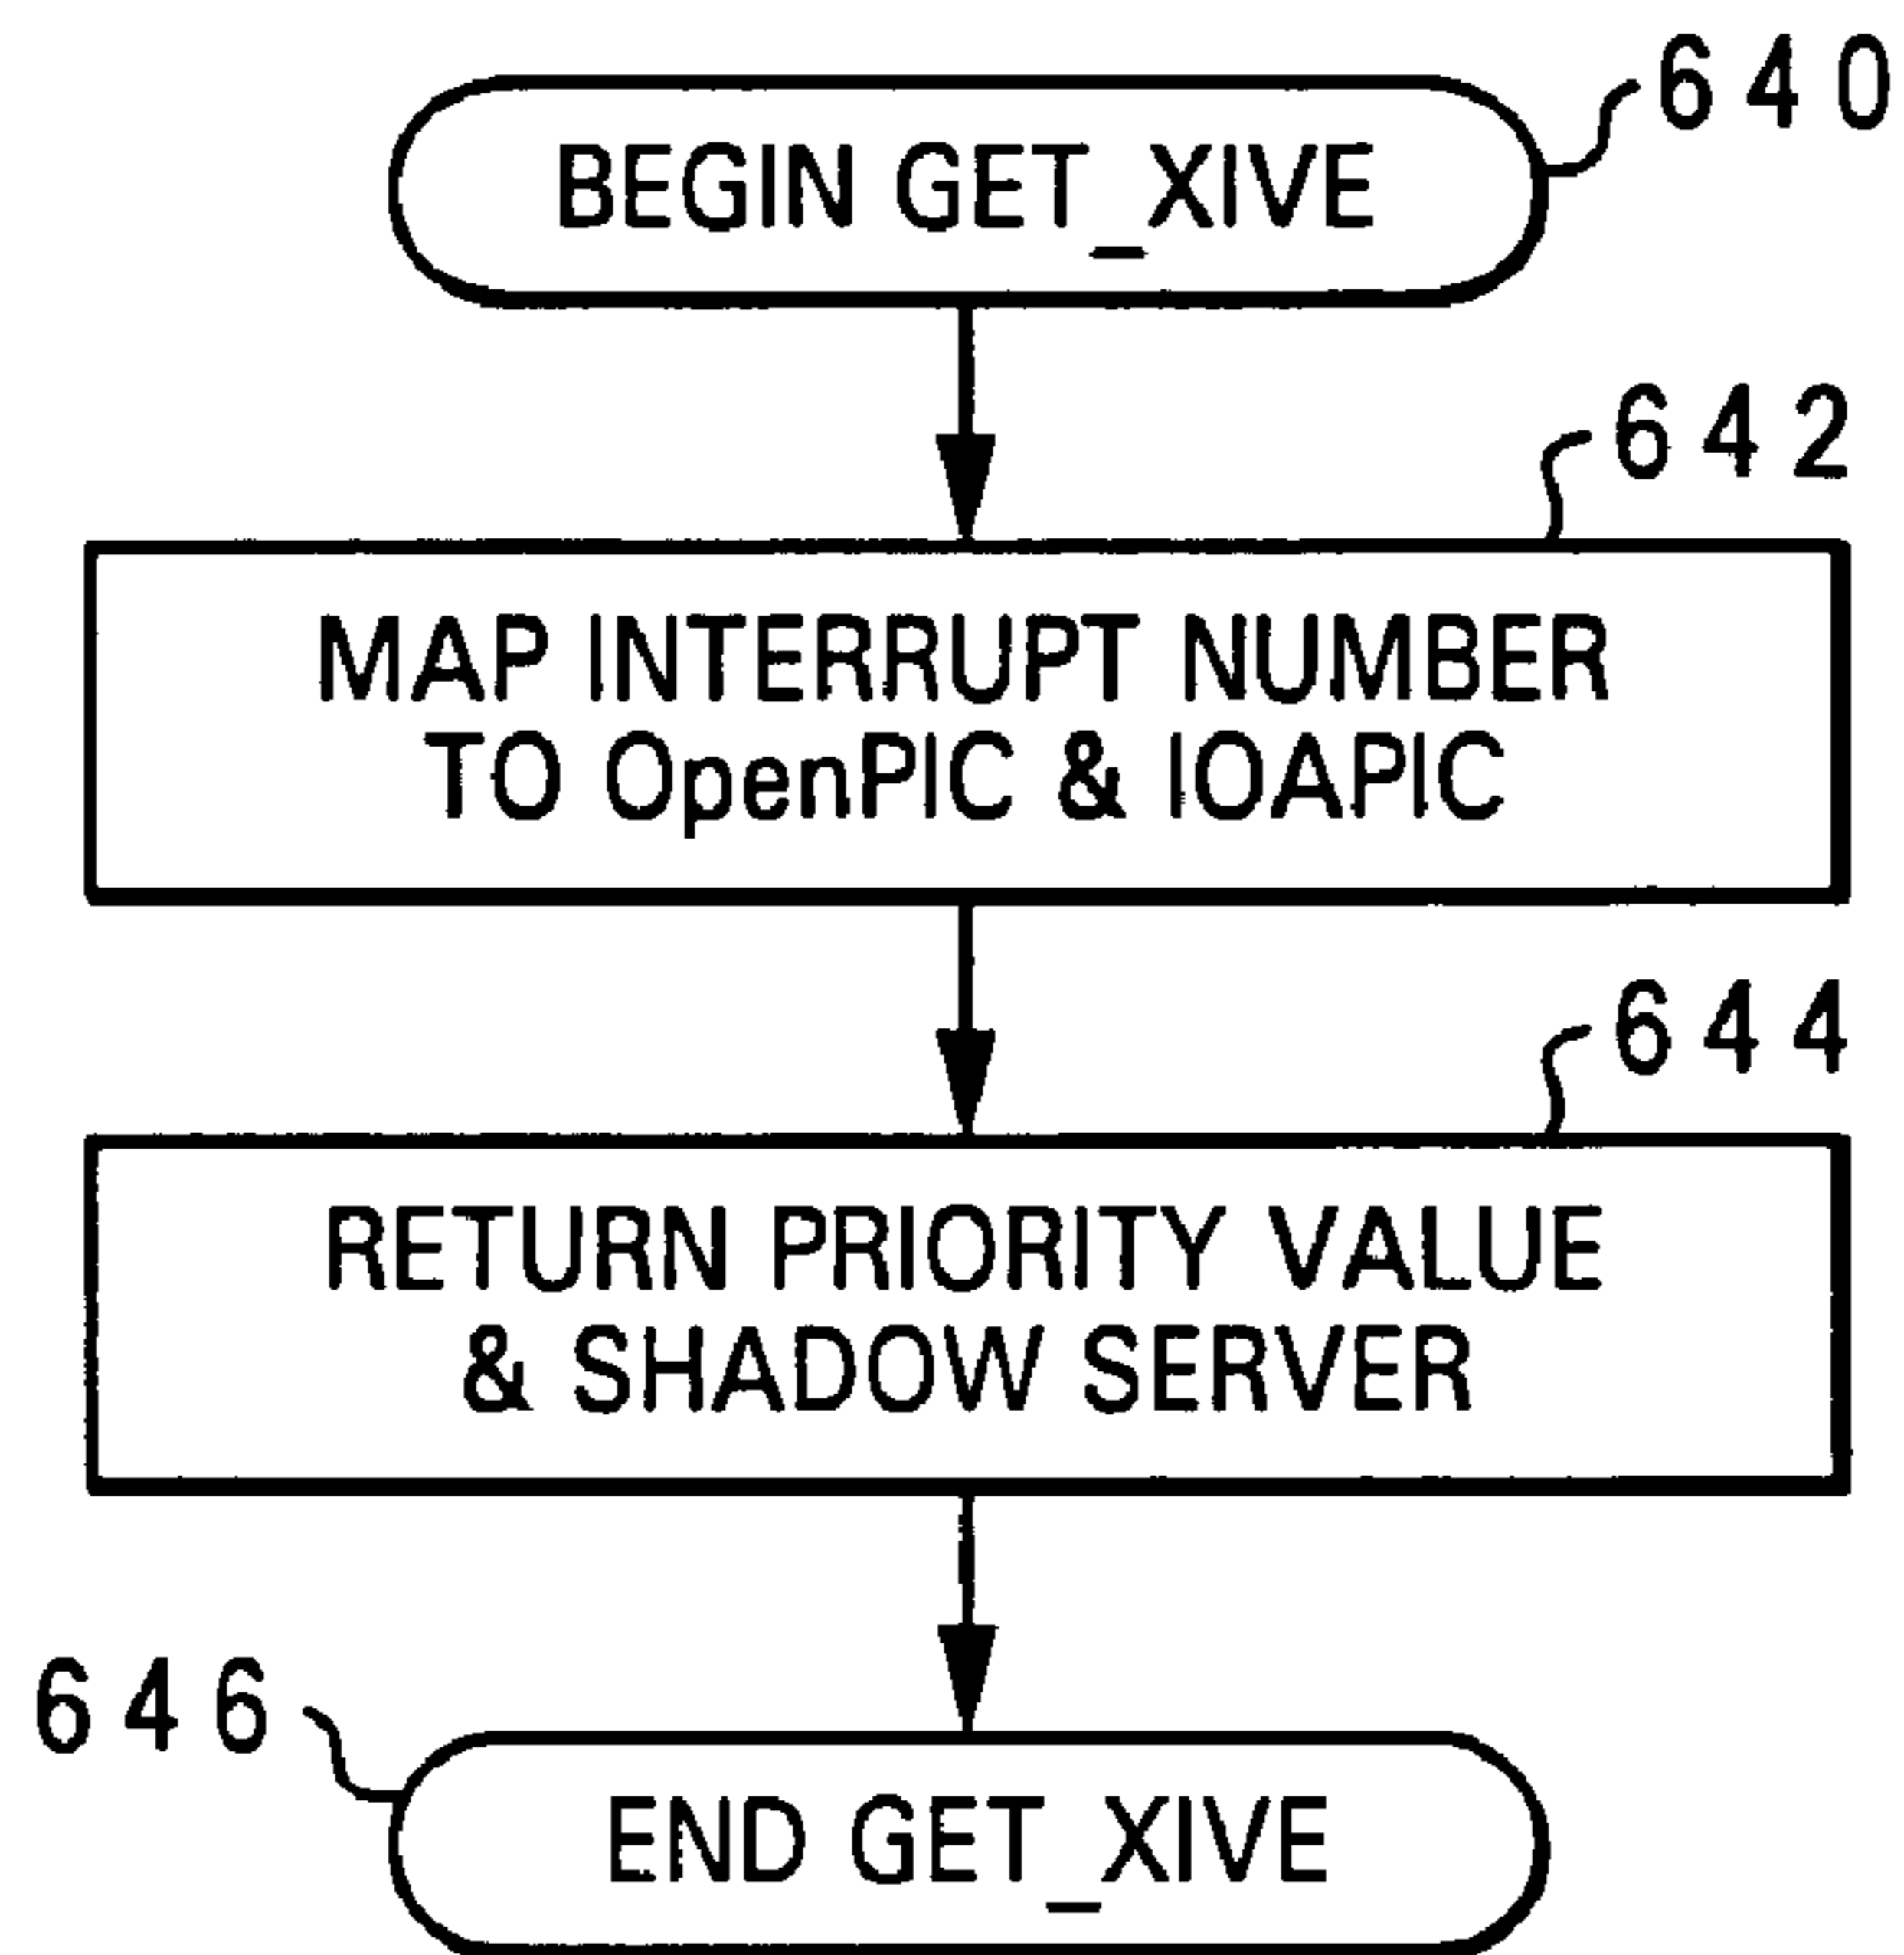 640
BEGIN GET_XIVE
642
MAP INTERRUPT NUMBER
TO OpenPIC & IOAPIC
644
RETURN PRIORITY VALUE
& SHADOW SERVER
646
END GET_XIVE